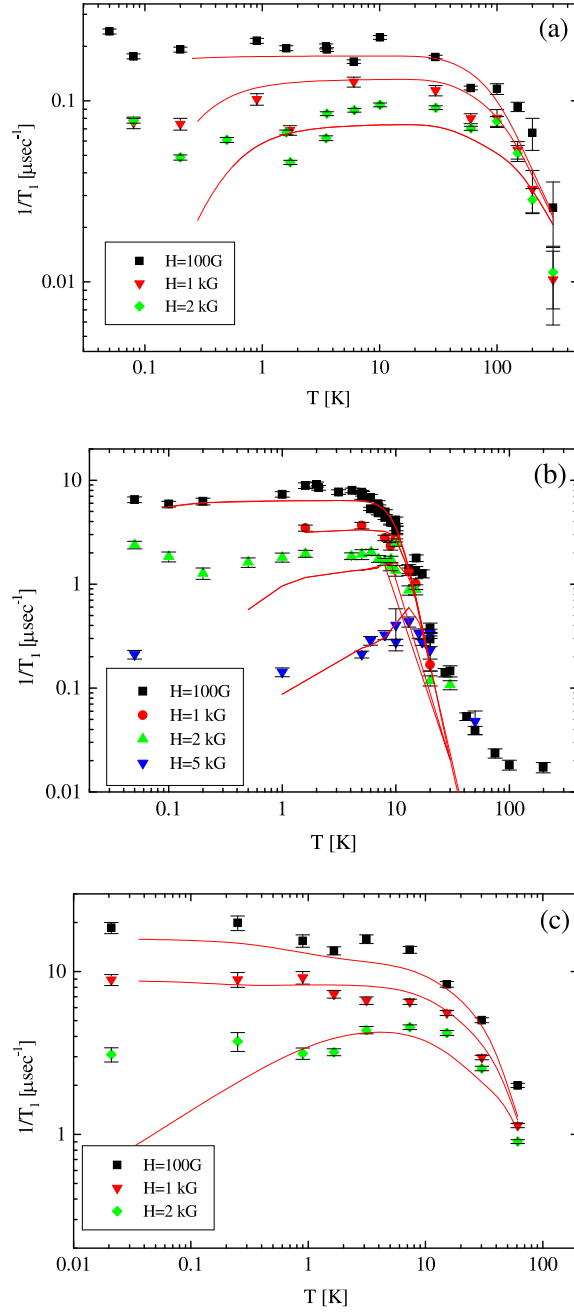 (a)
0.1
0.01
1/T₁ [μsec⁻¹]
H=100G
H=1 kG
H=2 kG
0.1 1 10 100
T [K]
(b)
10
1
0.1
0.01
1/T₁ [μsec⁻¹]
H=100G
H=1 kG
H=2 kG
H=5 kG
0.1 1 10 100
T [K]
(c)
10
1
1/T₁ [μsec⁻¹]
H=100G
H=1 kG
H=2 kG
0.01 0.1 1 10 100
T [K]